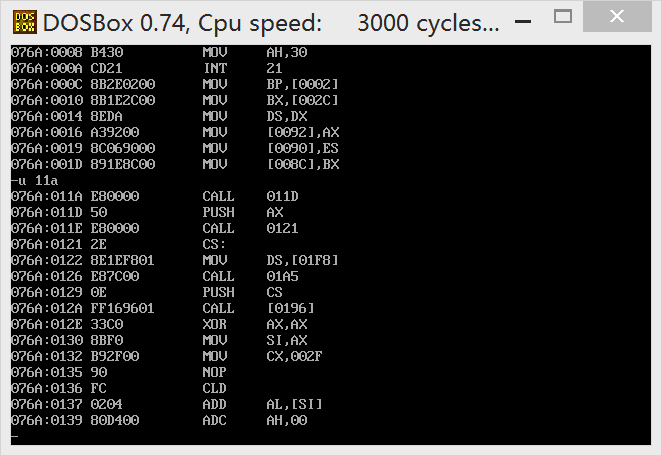 DOS BOX DOSBox 0.74, Cpu speed: 3000 cycles...
076A:0008 B430 MOV AH,30
076A:000A CD21 INT 21
076A:000C 8B2E0200 MOV BP,[0002]
076A:0010 8B1E2C00 MOV BX,[002C]
076A:0014 8EDA MOV DS,DX
076A:0016 A39200 MOV [0092],AX
076A:0019 8C069000 MOV [0090],ES
076A:001D 891E8C00 MOV [008C],BX
-u 11a
076A:011A E80000 CALL 011D
076A:011D 50 PUSH AX
076A:011E E80000 CALL 0121
076A:0121 2E CS:
076A:0122 8E1EF801 MOV DS,[01F8]
076A:0126 E87C00 CALL 01A5
076A:0129 0E PUSH CS
076A:012A FF169601 CALL [0196]
076A:012E 33C0 XOR AX,AX
076A:0130 8BF0 MOV SI,AX
076A:0132 B92F00 MOV CX,002F
076A:0135 90 NOP
076A:0136 FC CLD
076A:0137 0204 ADD AL,[SI]
076A:0139 80D400 ADC AH,00
-